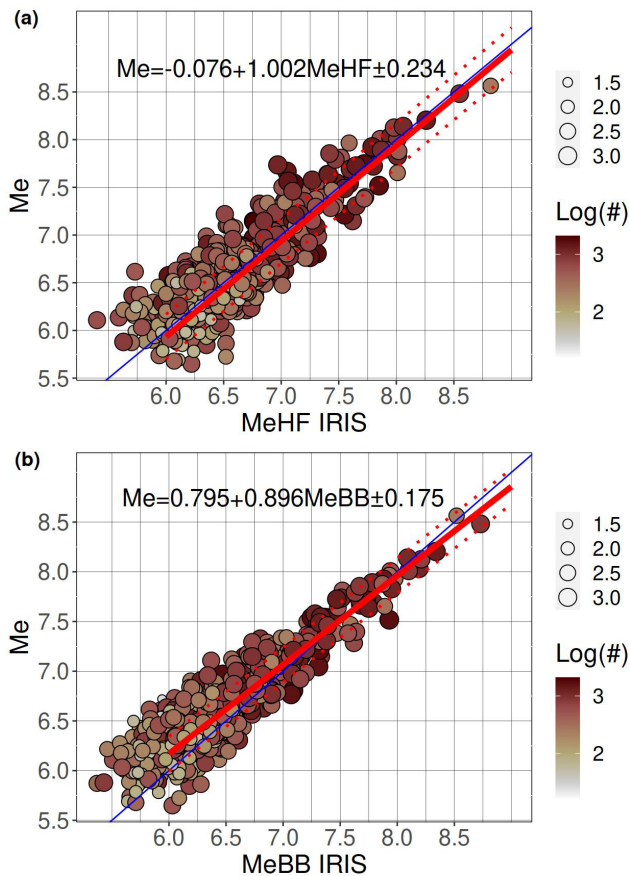 (a)
Me=-0.076+1.002MeHF±0.234
8.5
8.0
7.5
7.0
6.5
6.0
5.5
Me
6.0 6.5 7.0 7.5 8.0 8.5
MeHF IRIS
1.5
2.0
2.5
3.0
Log(#)
3
2
(b)
Me=0.795+0.896MeBB±0.175
8.5
8.0
7.5
7.0
6.5
6.0
5.5
Me
6.0 6.5 7.0 7.5 8.0 8.5
MeBB IRIS
1.5
2.0
2.5
3.0
Log(#)
3
2